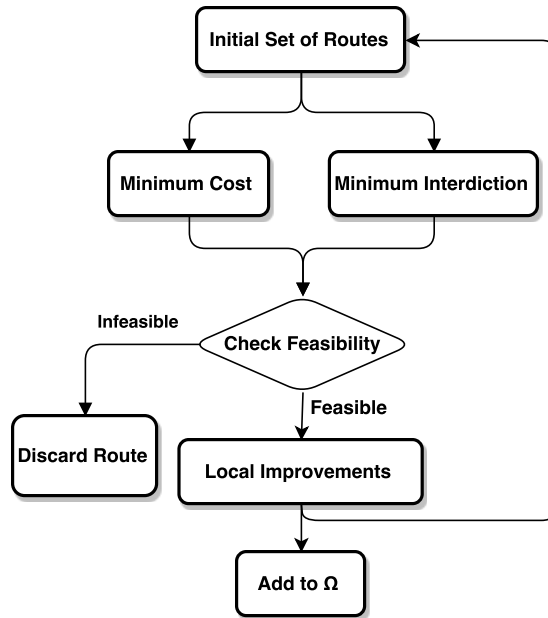 Initial Set of Routes
Minimum Cost
Minimum Interdiction
Infeasible
Check Feasibility
Feasible
Discard Route
Local Improvements
Add to Ω